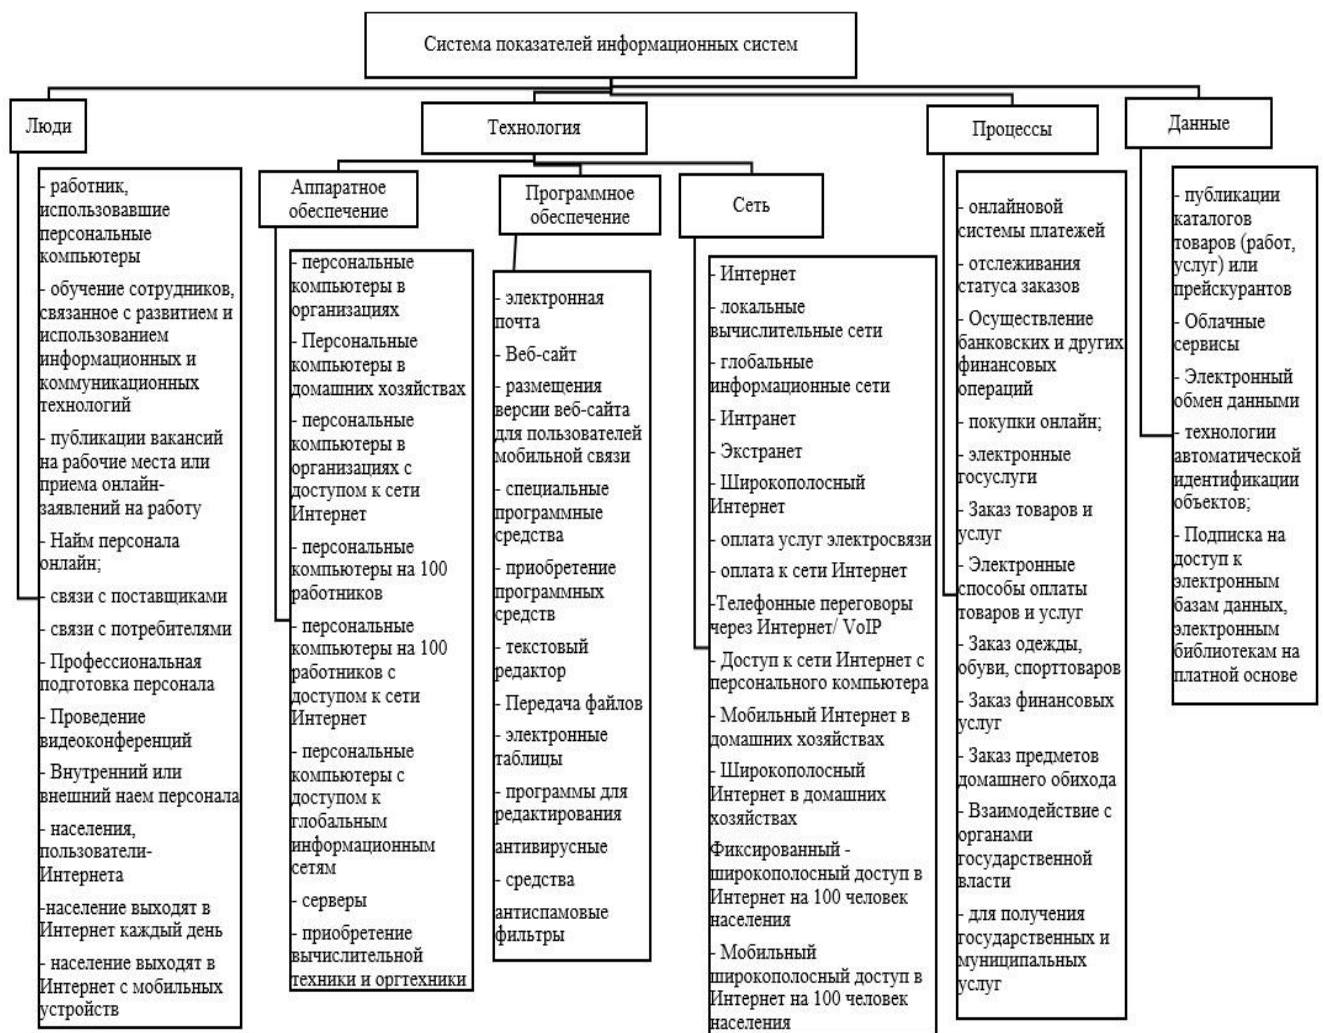 Система показателей информационных систем
Люди
Технология
Процессы
Данные
- работник,
использовавшие
персональные
компьютеры
- обучение сотрудников,
связанное с развитием и
использованием
информационных и
коммуникационных
технологий
- публикации вакансий
на рабочие места или
приема онлайн-
заявлений на работу
- Найм персонала
онлайн;
- связи с поставщиками
- связи с потребителями
- Профессиональная
подготовка персонала
- Проведение
видеоконференций
- Внутренний или
внешний наем персонала
- населения,
пользователи-
Интернета
-население выходят в
Интернет каждый день
- население выходят в
Интернет с мобильных
устройств
Аппаратное
обеспечение
- персональные
компьютеры в
организациях
- Персональные
компьютеры в
домашних хозяйствах
- персональные
компьютеры в
организациях с
доступом к сети
Интернет
- персональные
компьютеры на 100
работников
- персональные
компьютеры на 100
работников с
доступом к сети
Интернет
- персональные
компьютеры с
доступом к
глобальным
информационным
сетям
- серверы
- приобретение
вычислительной
техники и оргтехники
Программное
обеспечение
- электронная
почта
- Веб-сайт
- размещения
версии веб-сайта
для пользователей
мобильной связи
- специальные
программные
средства
- приобретение
программных
средств
- текстовый
редактор
- Передача файлов
- электронные
таблицы
- программы для
редактирования
антивирусные
- средства
антиспамовые
фильтры
Сеть
- Интернет
- локальные
вычислительные сети
- глобальные
информационные сети
- Интранет
- Экстранет
- Широкополосный
Интернет
- оплата услуг электросвязи
- оплата к сети Интернет
-Телефонные переговоры
через Интернет/ VoIP
- Доступ к сети Интернет с
персонального компьютера
- Мобильный Интернет в
домашних хозяйствах
- Широкополосный
Интернет в домашних
хозяйствах
Фиксированный -
широкополосный доступ в
Интернет на 100 человек
населения
- Мобильный
широкополосный доступ в
Интернет на 100 человек
населения
- онлайновой
системы платежей
- отслеживания
статуса заказов
- Осуществление
банковских и других
финансовых
операций
- покупки онлайн;
- электронные
госуслуги
- Заказ товаров и
услуг
- Электронные
способы оплаты
товаров и услуг
- Заказ одежды,
обуви, спорттоваров
- Заказ финансовых
услуг
- Заказ предметов
домашнего обихода
- Взаимодействие с
органами
государственной
власти
- для получения
государственных и
муниципальных
услуг
- публикации
каталогов
товаров (работ,
услуг) или
прейскурантов
- Облачные
сервисы
- Электронный
обмен данными
- технологии
автоматической
идентификации
объектов;
- Подписка на
доступ к
электронным
базам данных,
электронным
библиотекам на
платной основе